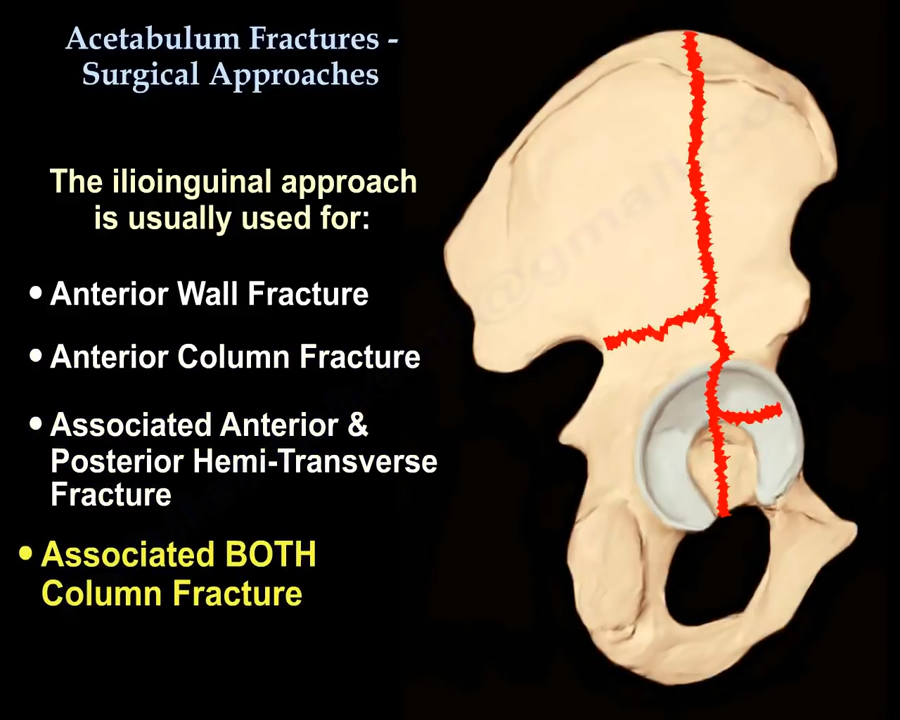 Acetabulum Fractures -
Surgical Approaches
The ilioinguinal approach
is usually used for:
• Anterior Wall Fracture
• Anterior Column Fracture
• Associated Anterior &
Posterior Hemi-Transverse
Fracture
• Associated BOTH
Column Fracture